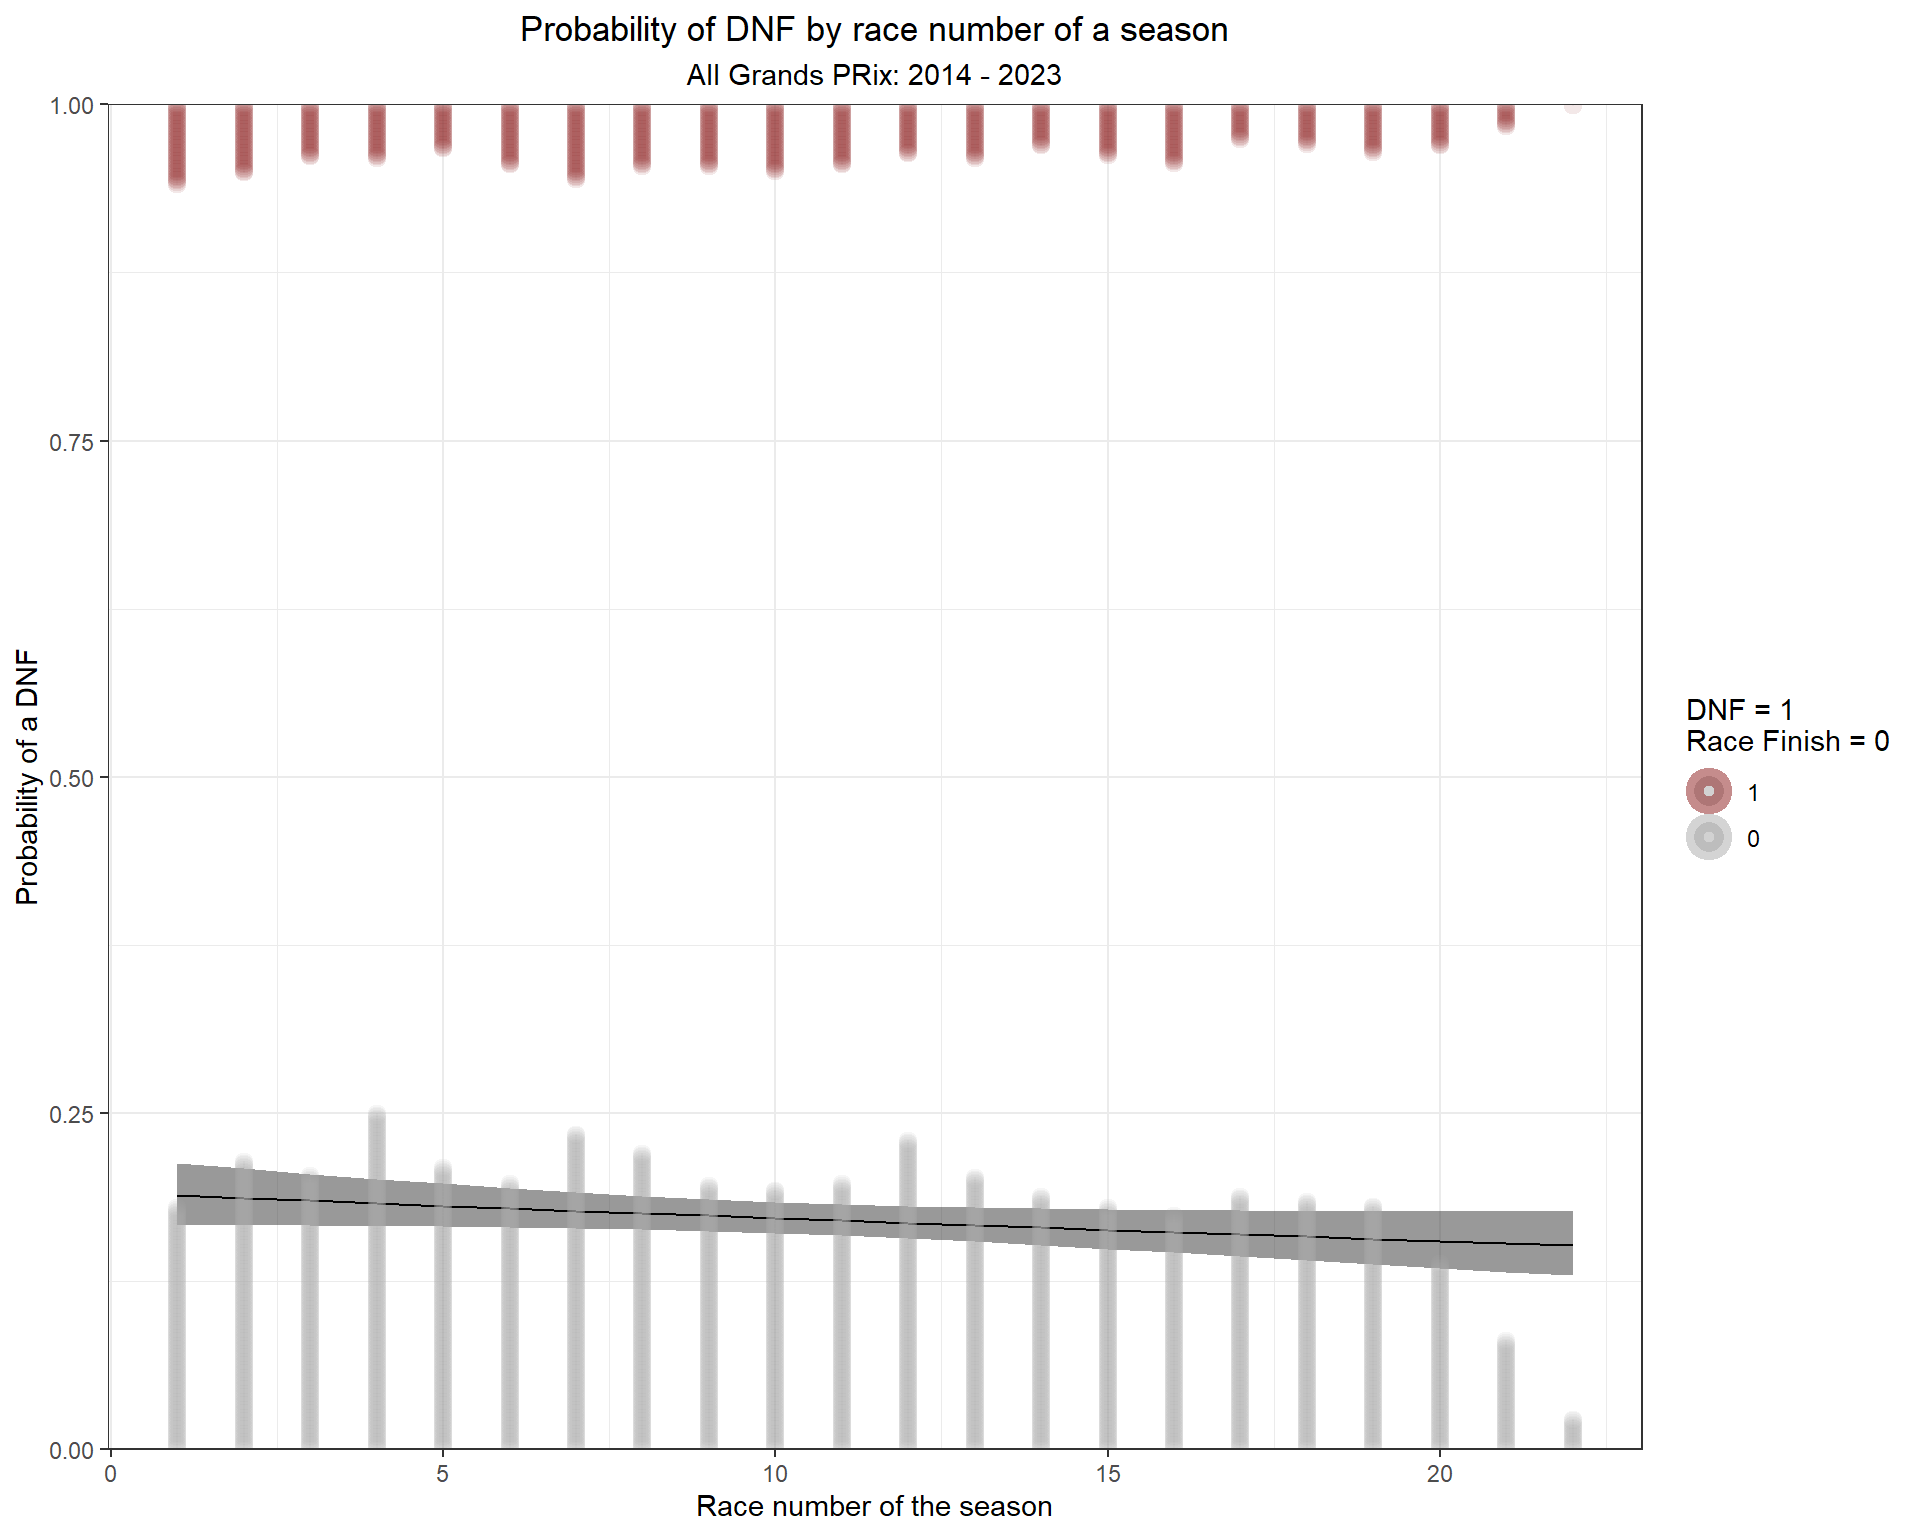 Probability of DNF by race number of a season
All Grands PRix: 2014 - 2023
1.00
0.75
0.50
0.25
0.00
Probability of a DNF
0
5
10
15
20
Race number of the season
DNF = 1
Race Finish = 0
1
0